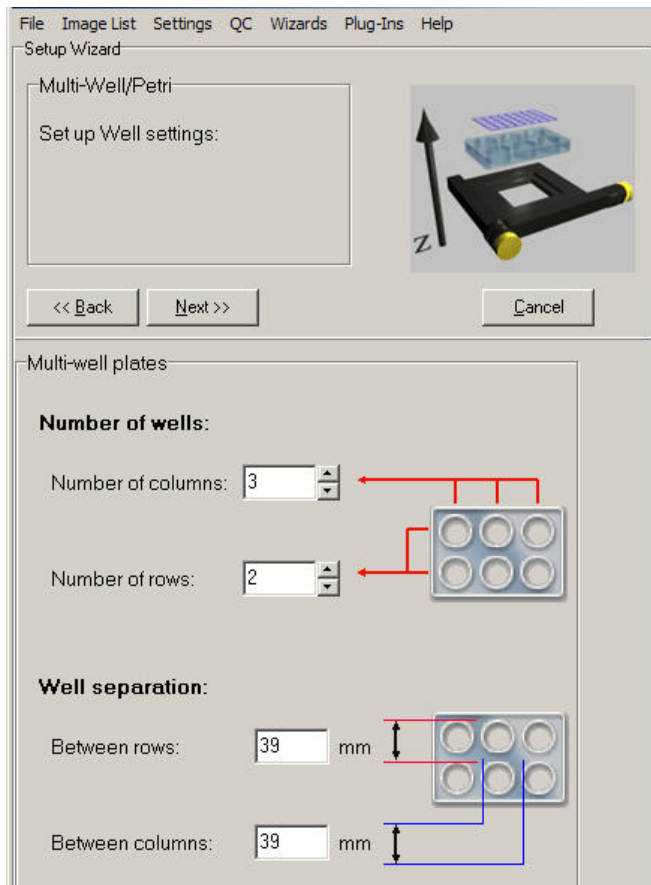 File Image List Settings QC Wizards Plug-Ins Help
Setup Wizard
Multi-Well/Petri
Set up Well settings:
Z
<< Back Next >> Cancel
Multi-well plates
Number of wells:
Number of columns: 3
Number of rows: 2
Well separation:
Between rows: 39 mm
Between columns: 39 mm